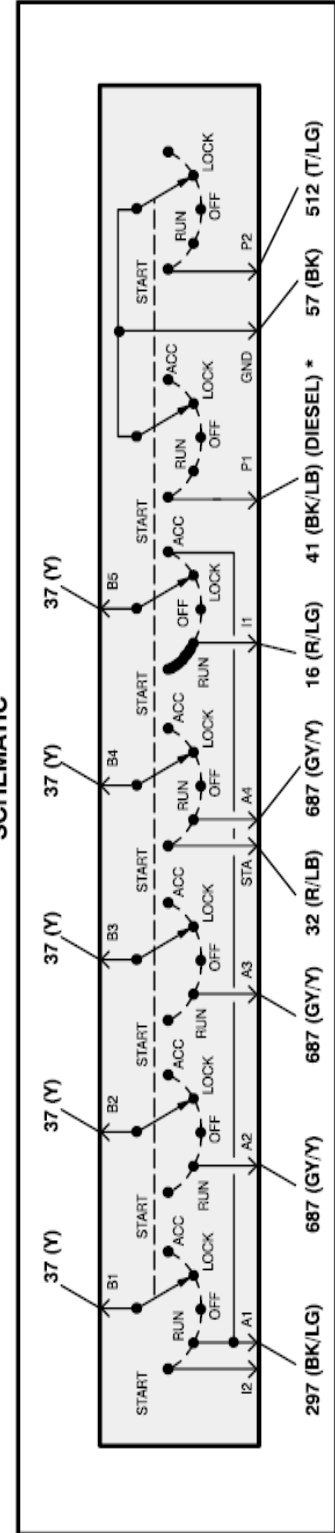 SCHEMATIC
37 (Y)
37 (Y)
37 (Y)
37 (Y)
37 (Y)
B1
B2
B3
B4
B5
START
RUN
OFF
LOCK
ACC
START
RUN
OFF
LOCK
ACC
START
RUN
OFF
LOCK
ACC
START
RUN
OFF
LOCK
ACC
START
RUN
OFF
LOCK
ACC
START
RUN
OFF
LOCK
ACC
START
RUN
OFF
LOCK
I2
A1
A2
A3
STA
A4
I1
P1
GND
P2
297 (BK/LG)
687 (GY/Y)
687 (GY/Y)
32 (R/LB)
687 (GY/Y)
16 (R/LG)
41 (BK/LB) (DIESEL) *
57 (BK)
512 (T/LG)